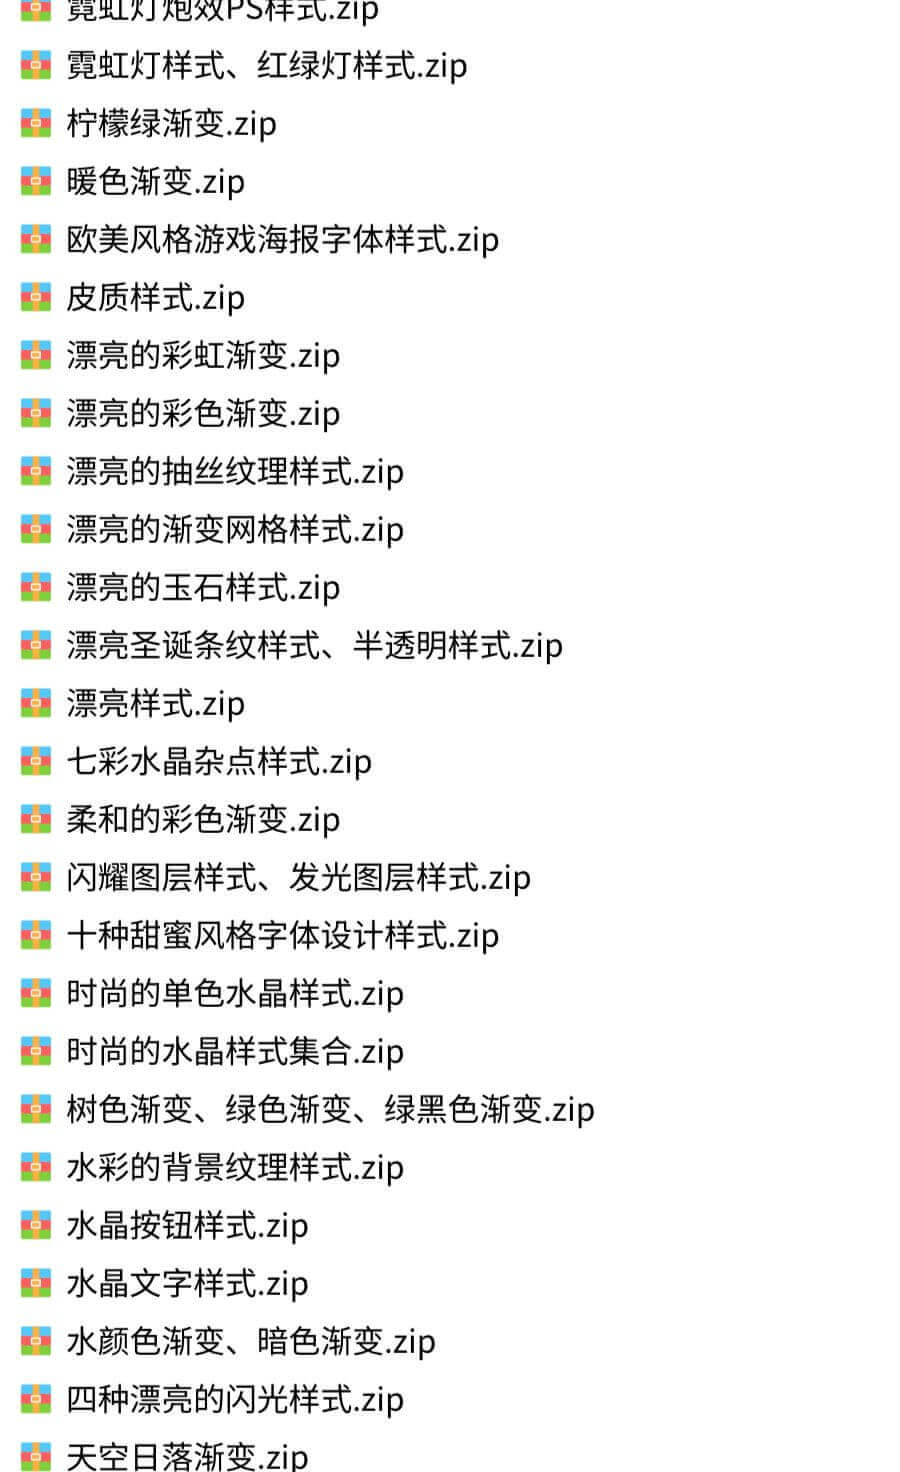 霓虹灯炮效PS样式.zip
霓虹灯样式、红绿灯样式.zip
柠檬绿渐变.zip
暖色渐变.zip
欧美风格游戏海报字体样式.zip
皮质样式.zip
漂亮的彩虹渐变.zip
漂亮的彩色渐变.zip
漂亮的抽丝纹理样式.zip
漂亮的渐变网格样式.zip
漂亮的玉石样式.zip
漂亮圣诞条纹样式、半透明样式.zip
漂亮样式.zip
七彩水晶杂点样式.zip
柔和的彩色渐变.zip
闪耀图层样式、发光图层样式.zip
十种甜蜜风格字体设计样式.zip
时尚的单色水晶样式.zip
时尚的水晶样式集合.zip
树色渐变、绿色渐变、绿黑色渐变.zip
水彩的背景纹理样式.zip
水晶按钮样式.zip
水晶文字样式.zip
水颜色渐变、暗色渐变.zip
四种漂亮的闪光样式.zip
天空日落渐变.zip